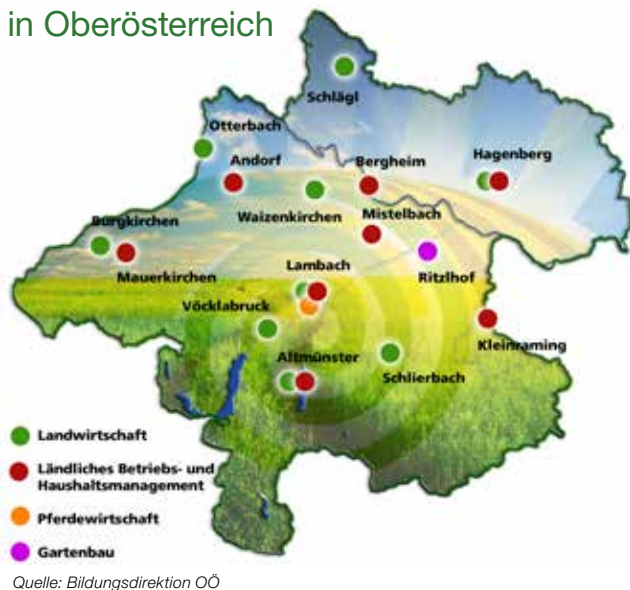 in Oberösterreich
Schlägl
Otterbach
Andorf
Bergheim
Hagenberg
Waizenkirchen
Mistelbach
Burgkirchen
Mauerkirchen
Lambach
Ritzlhof
Vöcklabruck
Kleinraming
Altmünster
Schlierbach
Landwirtschaft
Ländliches Betriebs- und
Haushaltsmanagement
Pferdewirtschaft
Gartenbau
Quelle: Bildungsdirektion OÖ